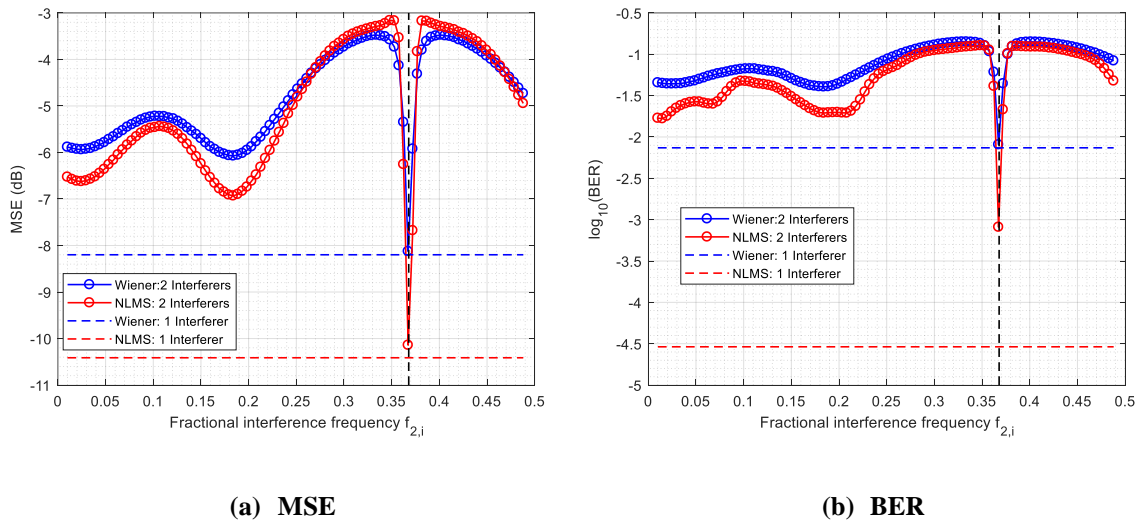 -3
-4
-5
-6
-7
-8
-9
-10
-11
MSE (dB)
0
0.05
0.1
0.15
0.2
0.25
0.3
0.35
0.4
0.45
0.5
Fractional interference frequency f2,i
Wiener:2 Interferers
NLMS: 2 Interferers
Wiener: 1 Interferer
NLMS: 1 Interferer
(a) MSE
-0.5
-1
-1.5
-2
-2.5
-3
-3.5
-4
-4.5
-5
log10(BER)
0
0.05
0.1
0.15
0.2
0.25
0.3
0.35
0.4
0.45
0.5
Fractional interference frequency f2,i
Wiener:2 Interferers
NLMS: 2 Interferers
Wiener: 1 Interferer
NLMS: 1 Interferer
(b) BER